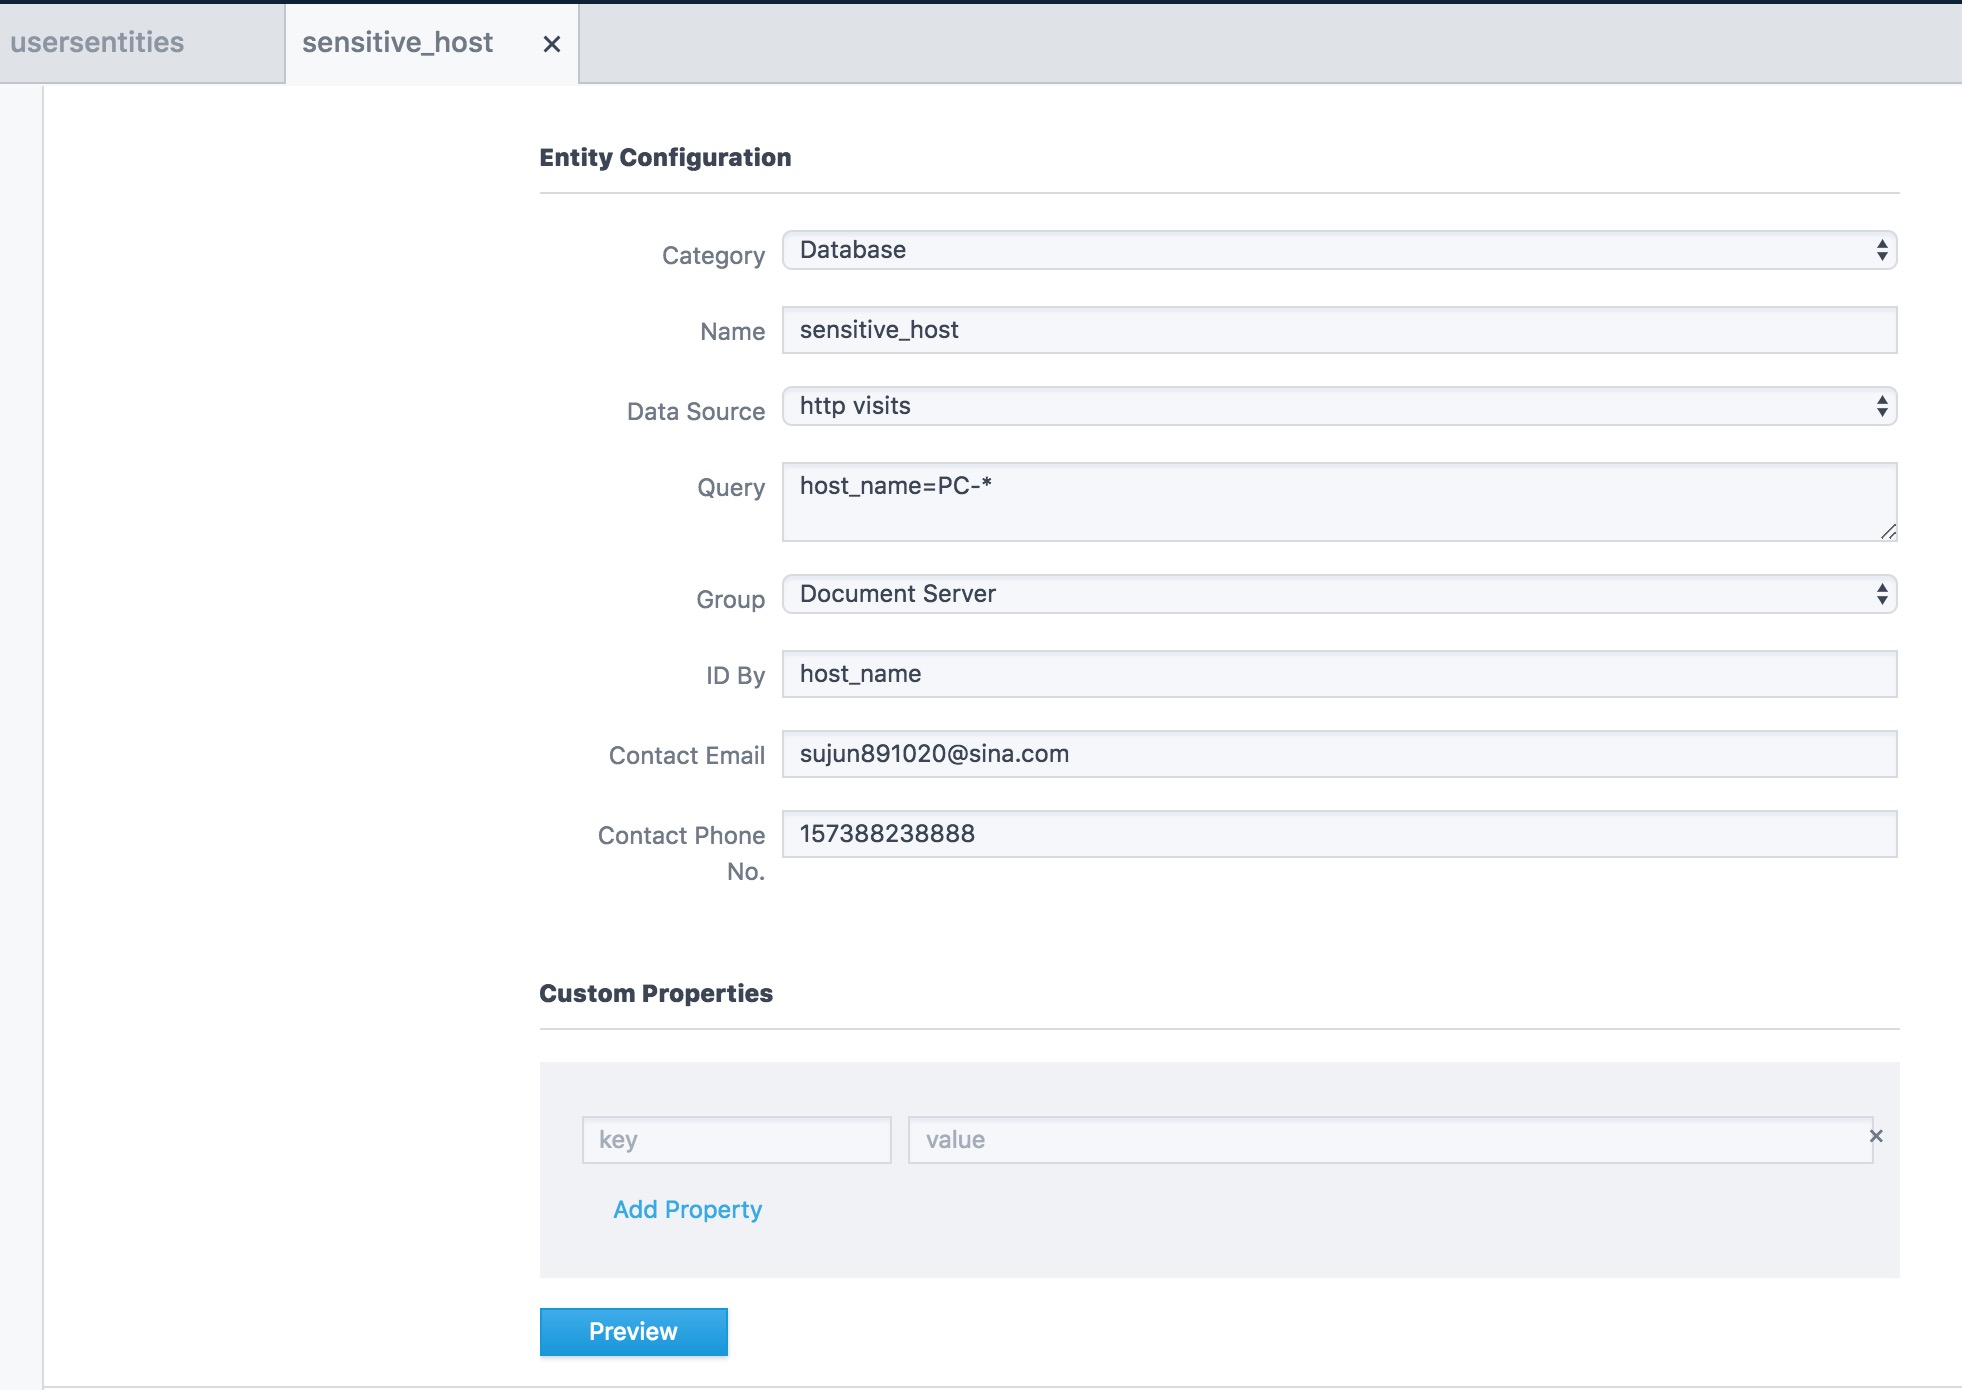 usersentities
sensitive_host ×
Entity Configuration
Category Database
Name sensitive_host
Data Source http visits
Query host_name=PC-*
Group Document Server
ID By host_name
Contact Email sujun891020@sina.com
Contact Phone No. 157388238888
Custom Properties
key value ×
Add Property
Preview